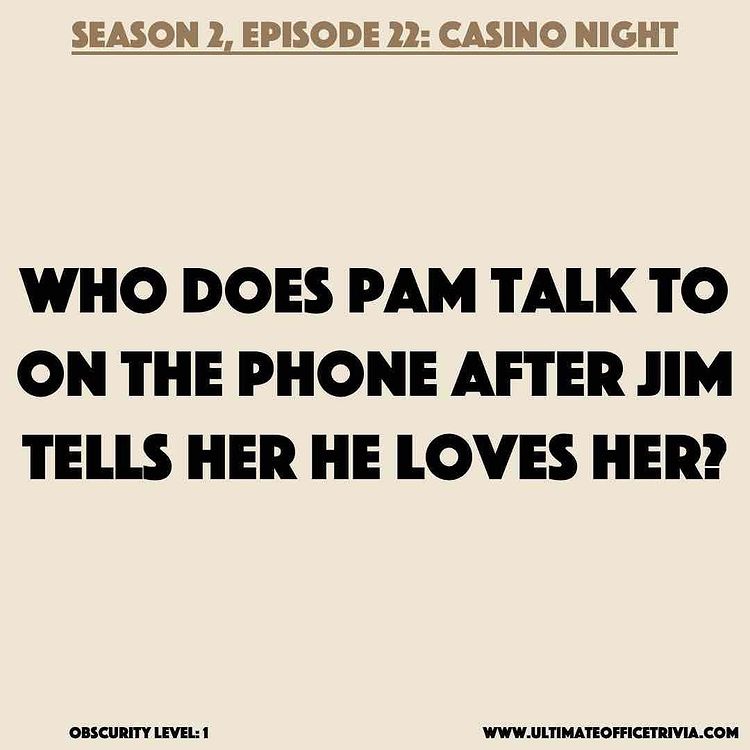 SEASON 2, EPISODE 22: CASINO NIGHT
WHO DOES PAM TALK TO
ON THE PHONE AFTER JIM
TELLS HER HE LOVES HER?
OBSCURITY LEVEL: 1
WWW.ULTIMATEOFFICETRIVIA.COM